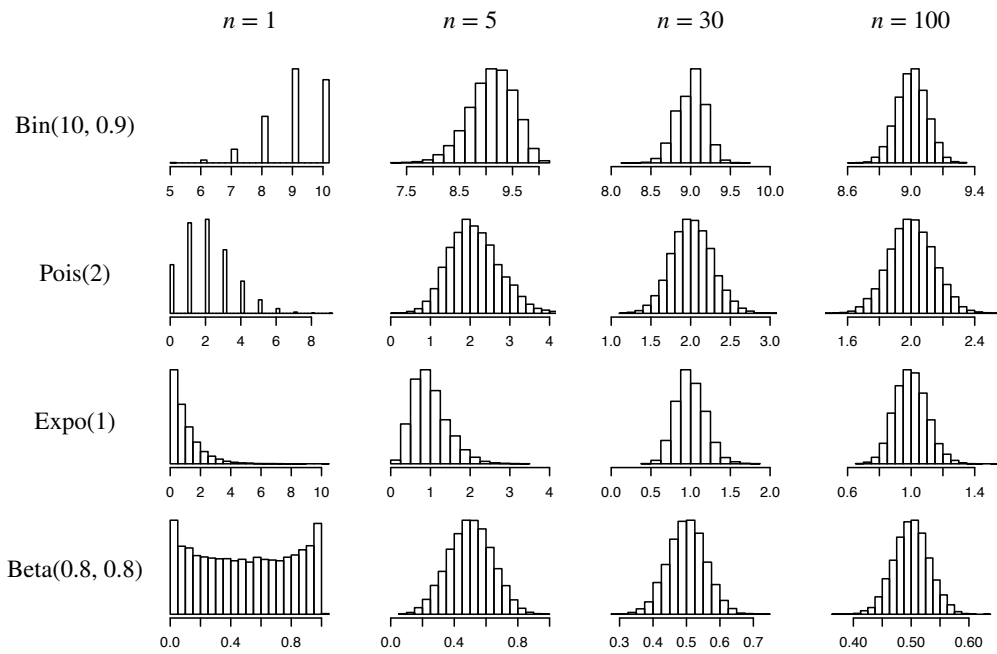 n = 1 n = 5 n = 30 n = 100
Bin(10, 0.9)
5 6 7 8 9 10 7.5 8.5 9.5 8.0 8.5 9.0 9.5 10.0 8.6 9.0 9.4
Pois(2)
0 2 4 6 8 0 1 2 3 4 1.0 1.5 2.0 2.5 3.0 1.6 2.0 2.4
Expo(1)
0 2 4 6 8 10 0 1 2 3 4 0.0 0.5 1.0 1.5 2.0 0.6 1.0 1.4
Beta(0.8, 0.8)
0.0 0.4 0.8 0.0 0.4 0.8 0.3 0.4 0.5 0.6 0.7 0.40 0.50 0.60